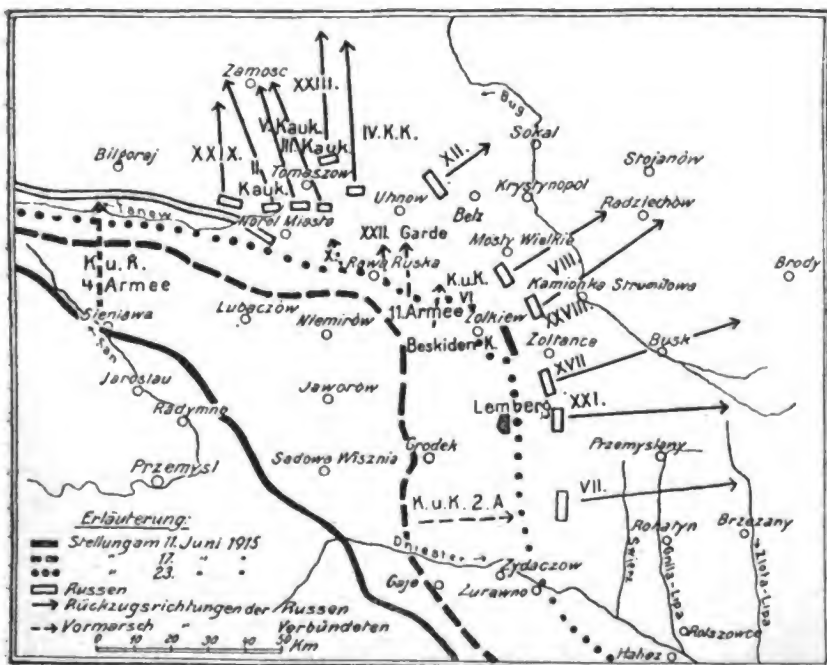 Zamosc
XXIII.
IV. K.K.
V. Kauk.
III. Kauk.
XXIX.
II.
Kauk.
Bilgoraj
Tomaszow
XII.
Bug
Sokal
Stojanów
Uhnow
Belz
Krystynopol
Radziechów
Tanew
Narol Miasto
XXII. Garde
X.
Rawa Ruska
Mosty Wielkie
VIII.
Brody
K.u.K.
4 Armee
K.u.K.
VI.
11. Armee
Kamionka Strumilowa
XXVIII.
Sieniawa
San
Lubaczów
Niemirów
Beskiden K.
Zolkiew
Zoltance
Busk
XVII
Jaroslau
Jaworów
Radymno
Lemberg
XXI.
Przemysl
Sadowa Wisznia
Grodek
Przemyslany
K.u.K. 2.A
VII.
Rohatyn
Brzezany
Swirz
Gnila-Lipa
Zlota-Lipa
Dniester
Zydaczow
Gaje
Zurawno
Rolszowce
Halicz
Erläuterung:
Stellung am 11. Juni 1915
" 17. " "
" 23. " "
Russen
Rückzugsrichtungen der Russen
Vormarsch " Verbündeten
0 10 20 30 40 50
Km